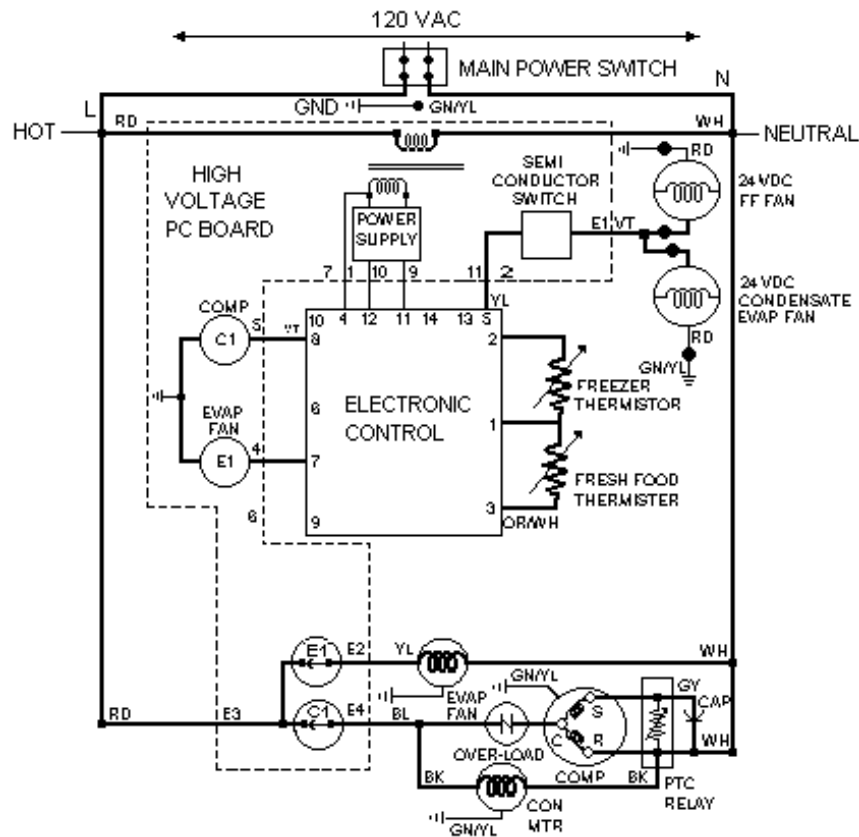 120 VAC
MAIN POWER SWITCH
N
L
GND
GN/YL
HOT
RD
WH
NEUTRAL
RD
HIGH
VOLTAGE
PC BOARD
SEMI
CONDUCTOR
SWITCH
24 VDC
FF FAN
POWER
SUPPLY
E1 VT
7 1 10 9 11 2
24 VDC
CONDENSATE
EVAP FAN
RD
GN/YL
COMP
C1
S
VT
10 4 12 11 14 13 S
YL
8
2
FREEZER
THERMISTOR
6
ELECTRONIC
CONTROL
1
EVAP
FAN
E1
4
7
FRESH FOOD
THERMISTER
3
OR/WH
6
9
E1
E2
YL
WH
EVAP
FAN
GN/YL
GY
CAP
RD
E3
C1
E4
BL
OVER-LOAD
C
S
R
COMP
WH
BK
CON
MTR
BK
PTC
RELAY
GN/YL